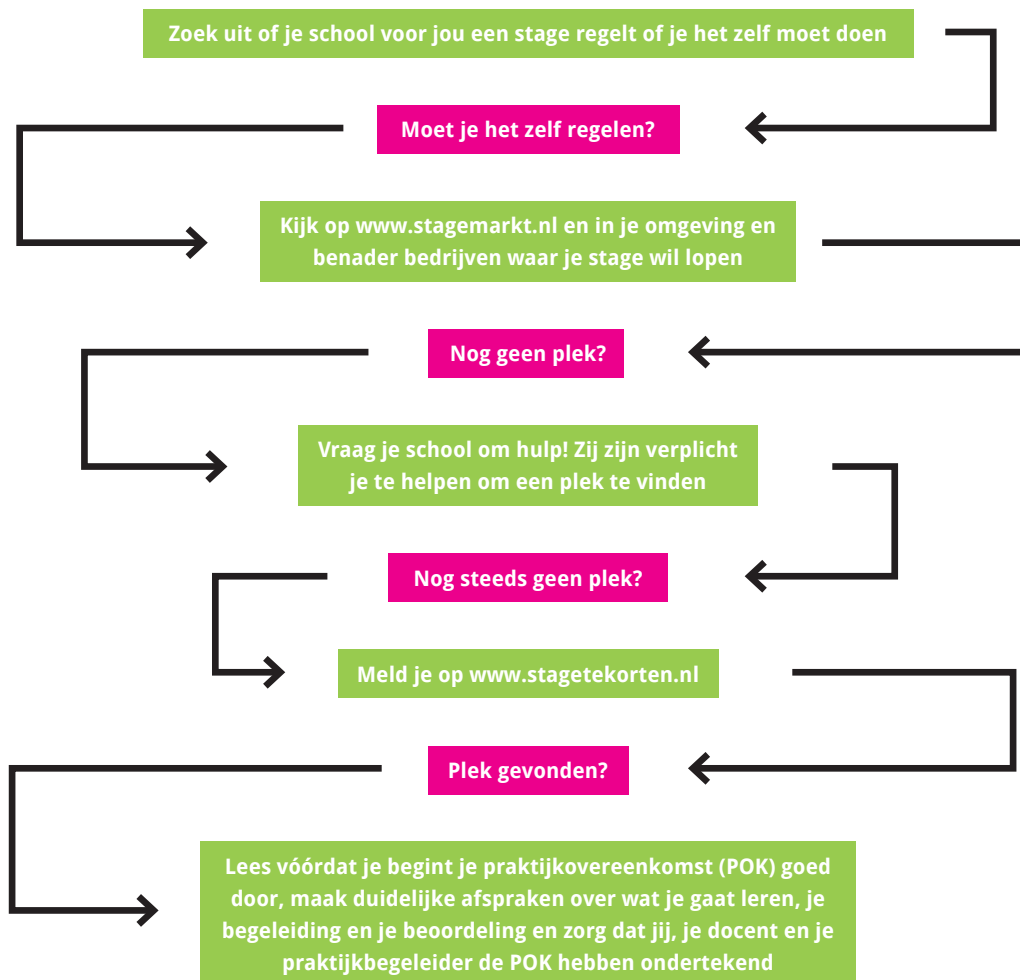 Zoek uit of je school voor jou een stage regelt of je het zelf moet doen
Moet je het zelf regelen?
Kijk op www.stagemarkt.nl en in je omgeving en
benader bedrijven waar je stage wil lopen
Nog geen plek?
Vraag je school om hulp! Zij zijn verplicht
je te helpen om een plek te vinden
Nog steeds geen plek?
Meld je op www.stagetekorten.nl
Plek gevonden?
Lees vóórdat je begint je praktijkovereenkomst (POK) goed
door, maak duidelijke afspraken over wat je gaat leren, je
begeleiding en je beoordeling en zorg dat jij, je docent en je
praktijkbegeleider de POK hebben ondertekend